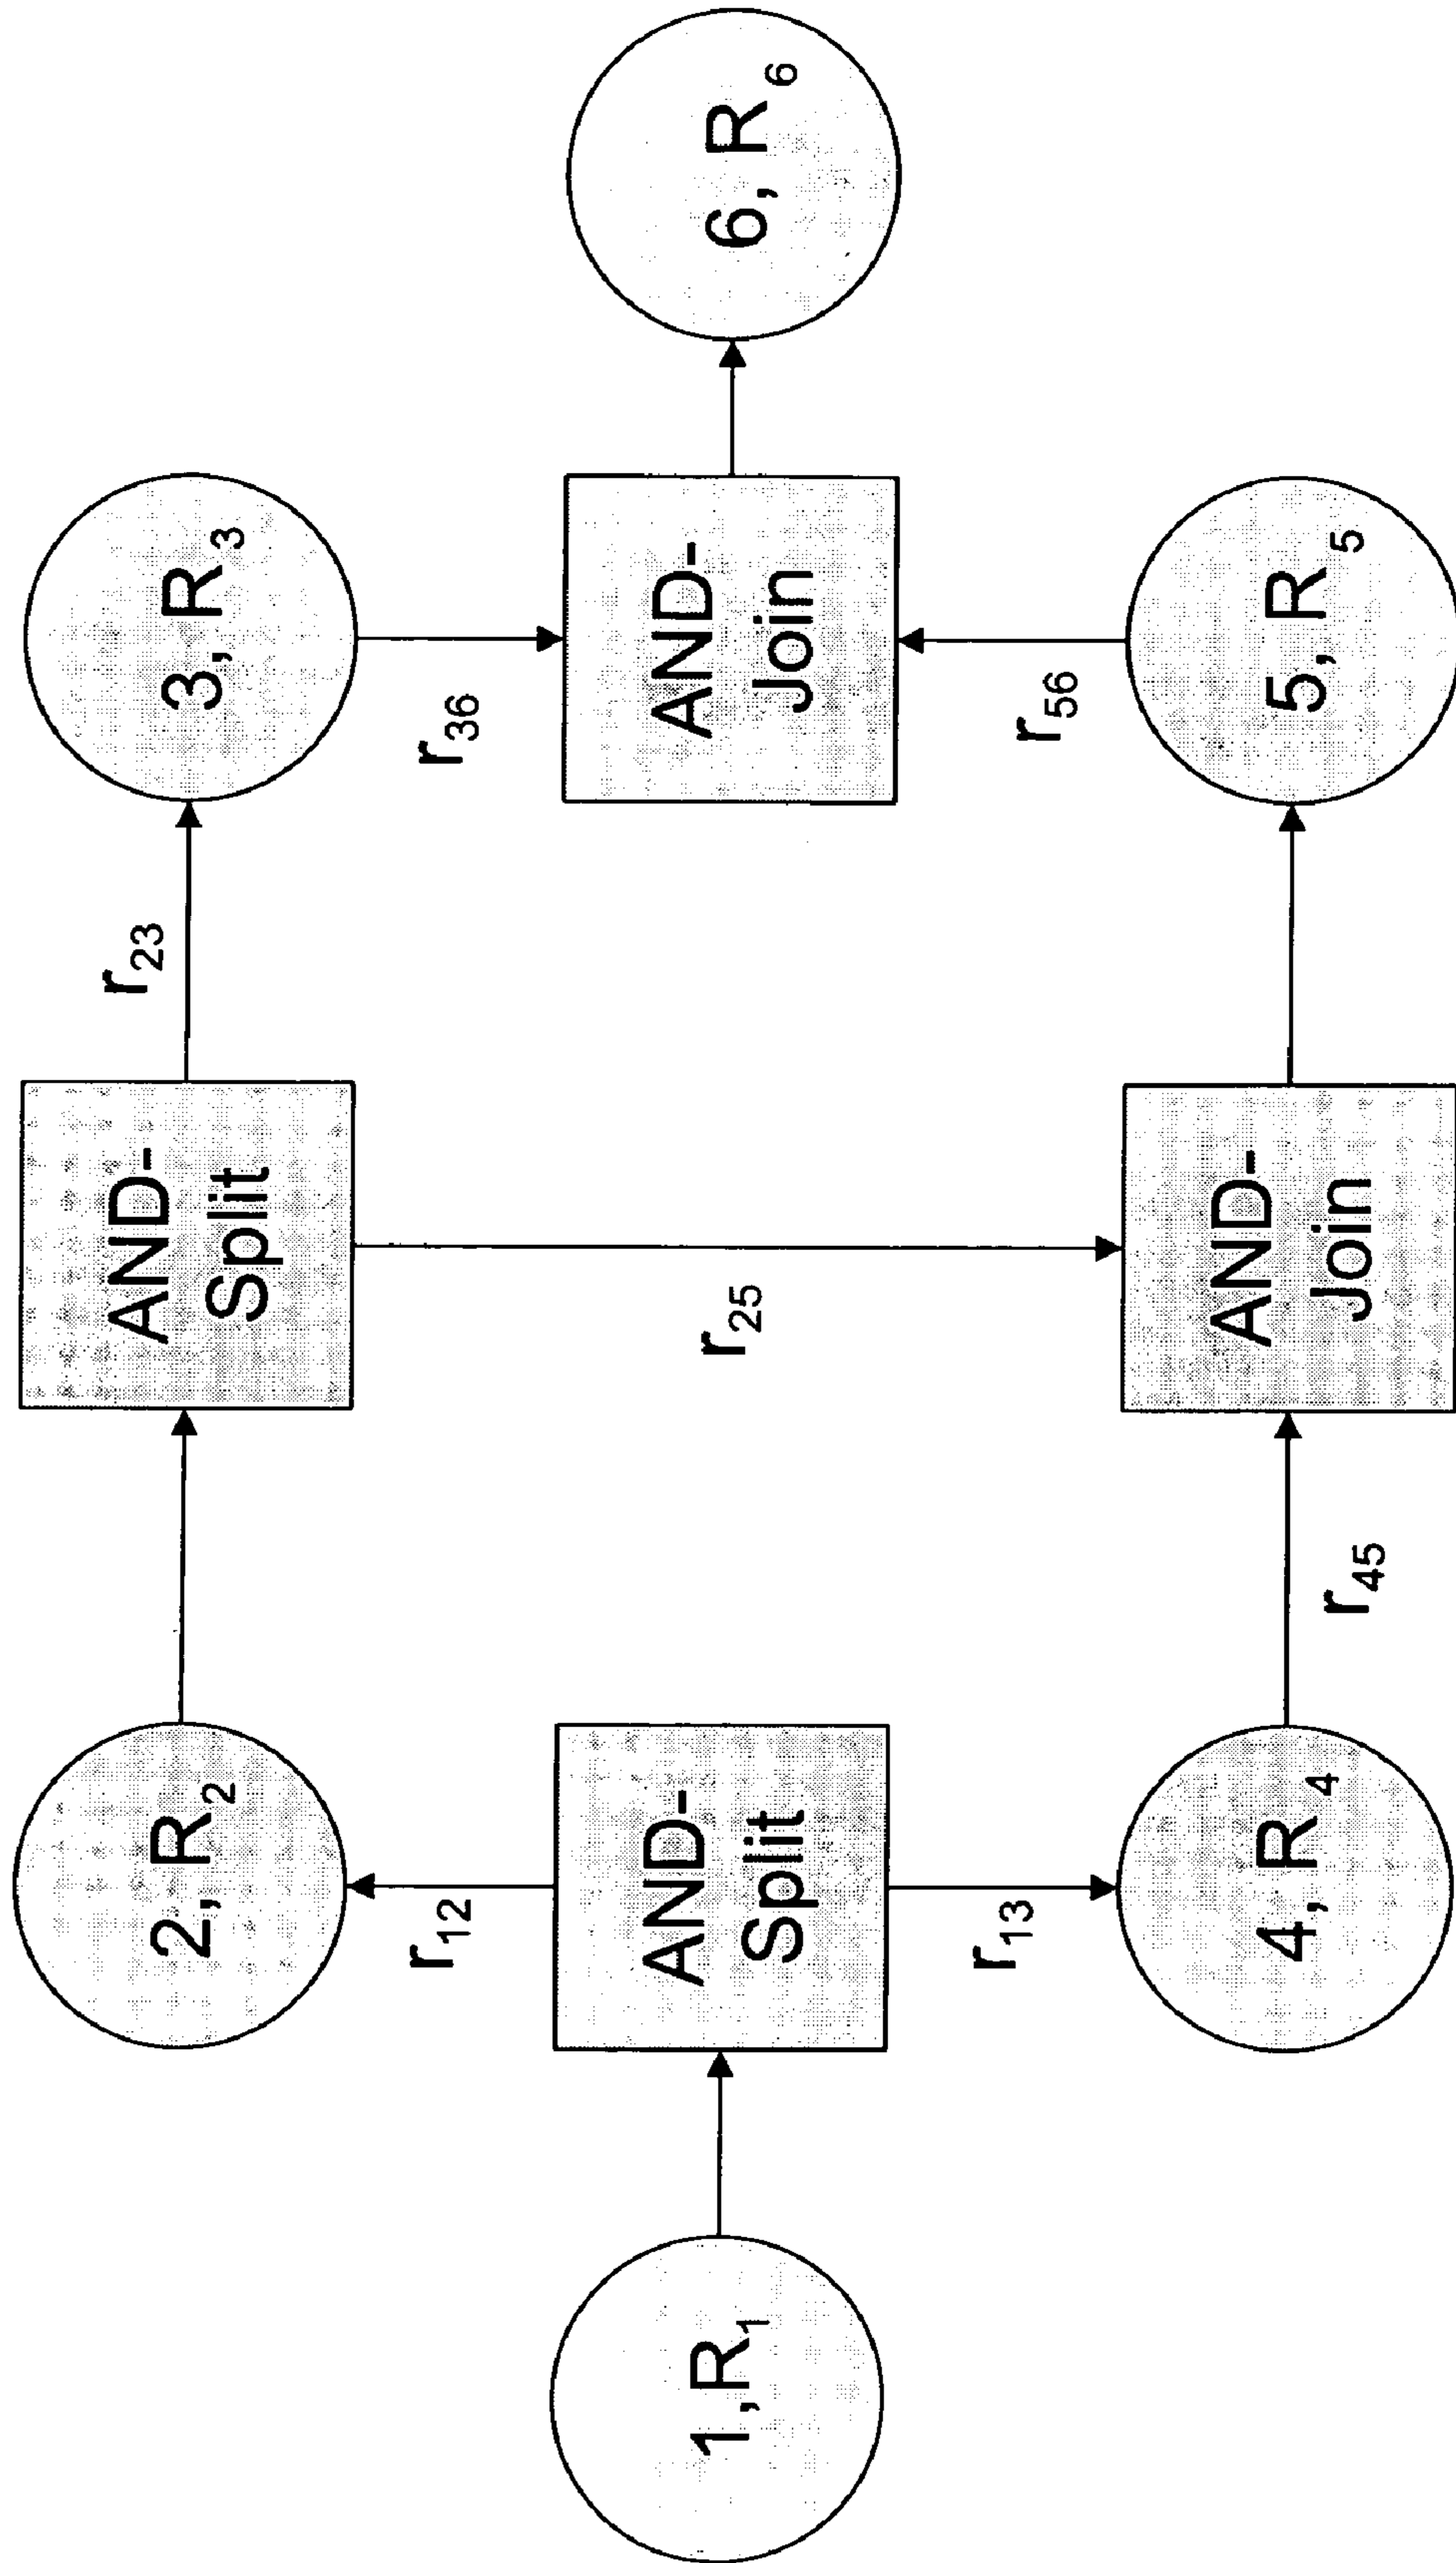 1, R₁
AND-
Split
r₁₂
r₁₃
2, R₂
4, R₄
AND-
Split
r₂₅
r₄₅
AND-
Join
r₂₃
3, R₃
5, R₅
r₃₆
r₅₆
AND-
Join
6, R₆